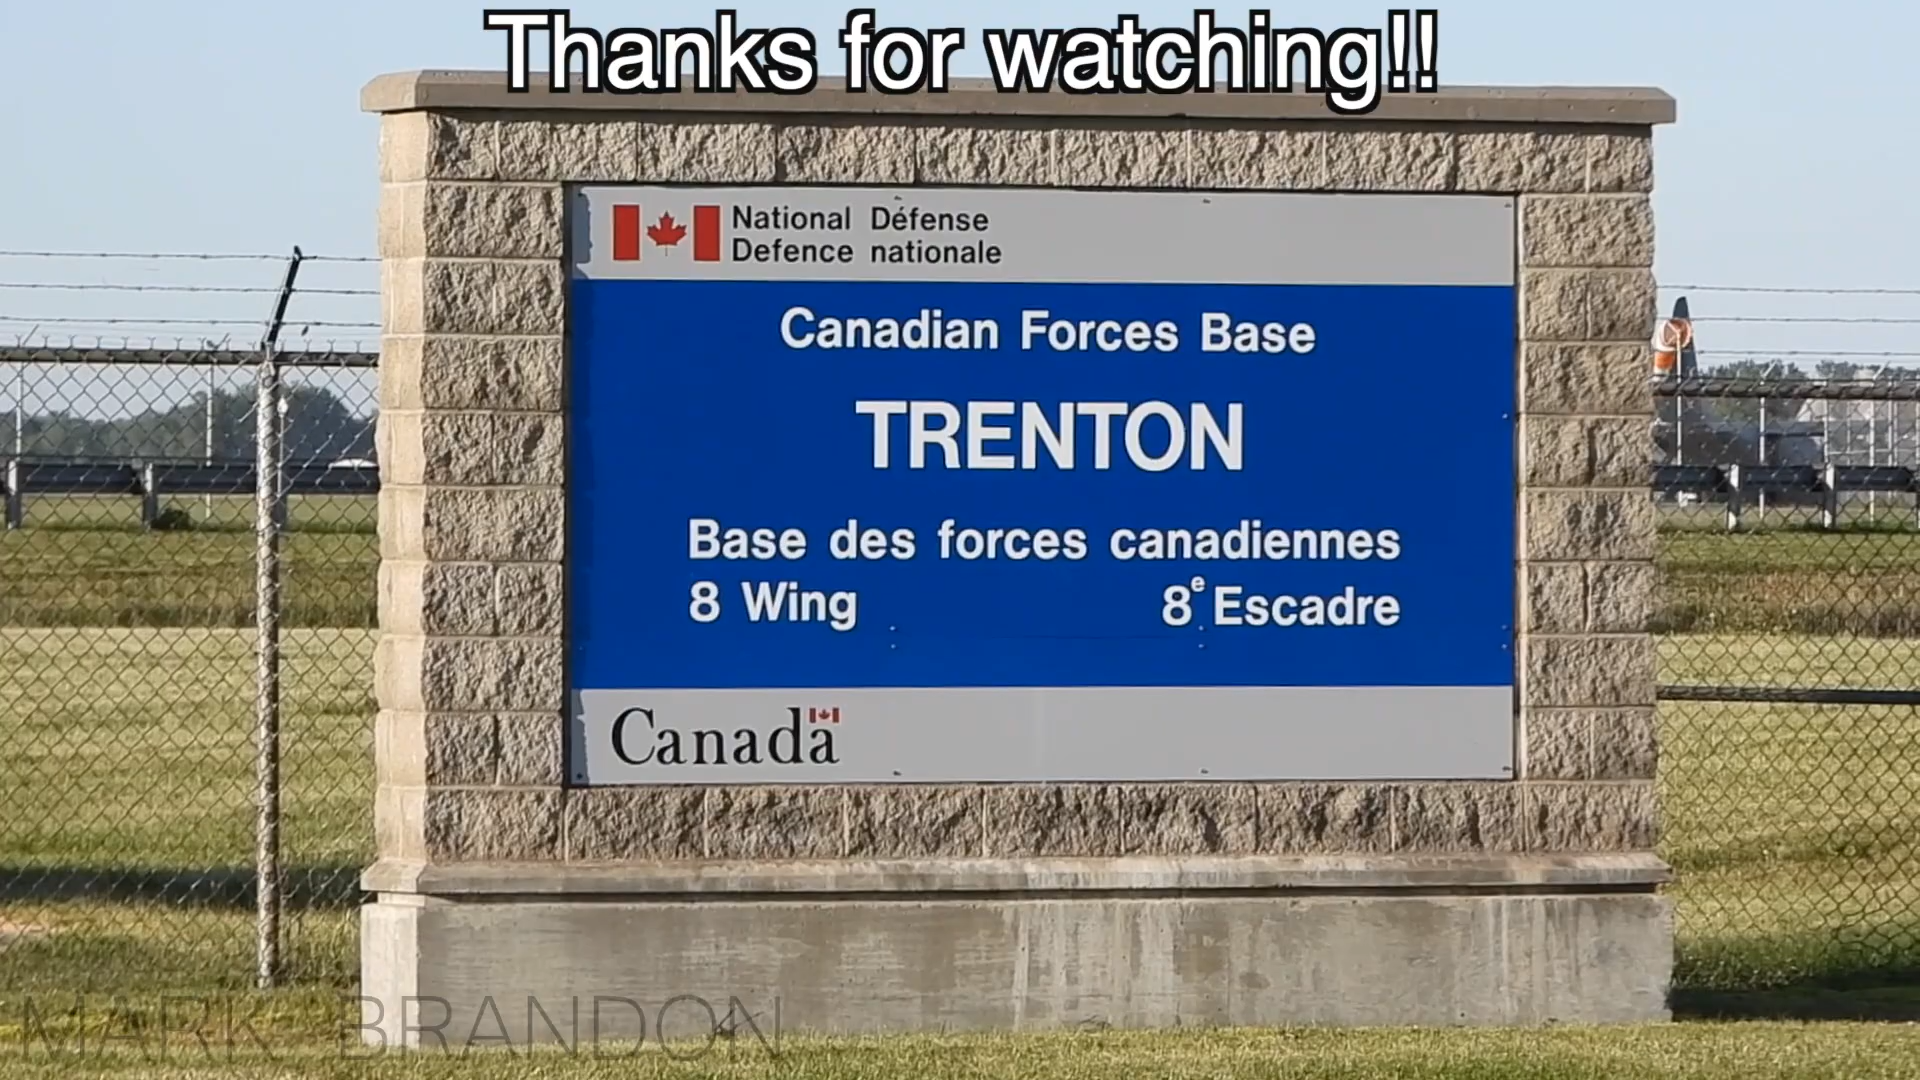 Thanks for watching!!
National Défense
Defence nationale
Canadian Forces Base
TRENTON
Base des forces canadiennes
8 Wing 8e Escadre
Canada
MARK BRANDON